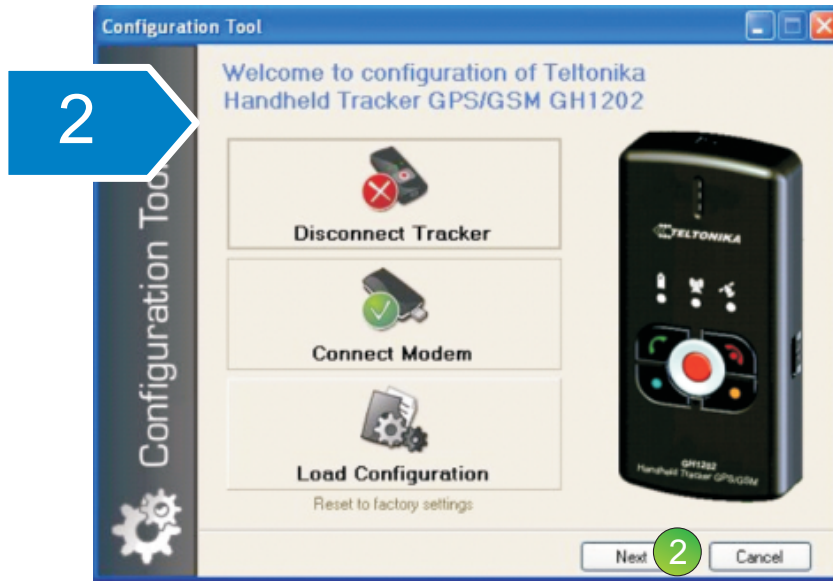 Configuration Tool
2
Welcome to configuration of Teltonika
Handheld Tracker GPS/GSM GH1202
Configuration Tool
Disconnect Tracker
TELTONIKA
Connect Modem
Load Configuration
Reset to factory settings
GH1202
Handheld Tracker GPS/GSM
Next
2
Cancel